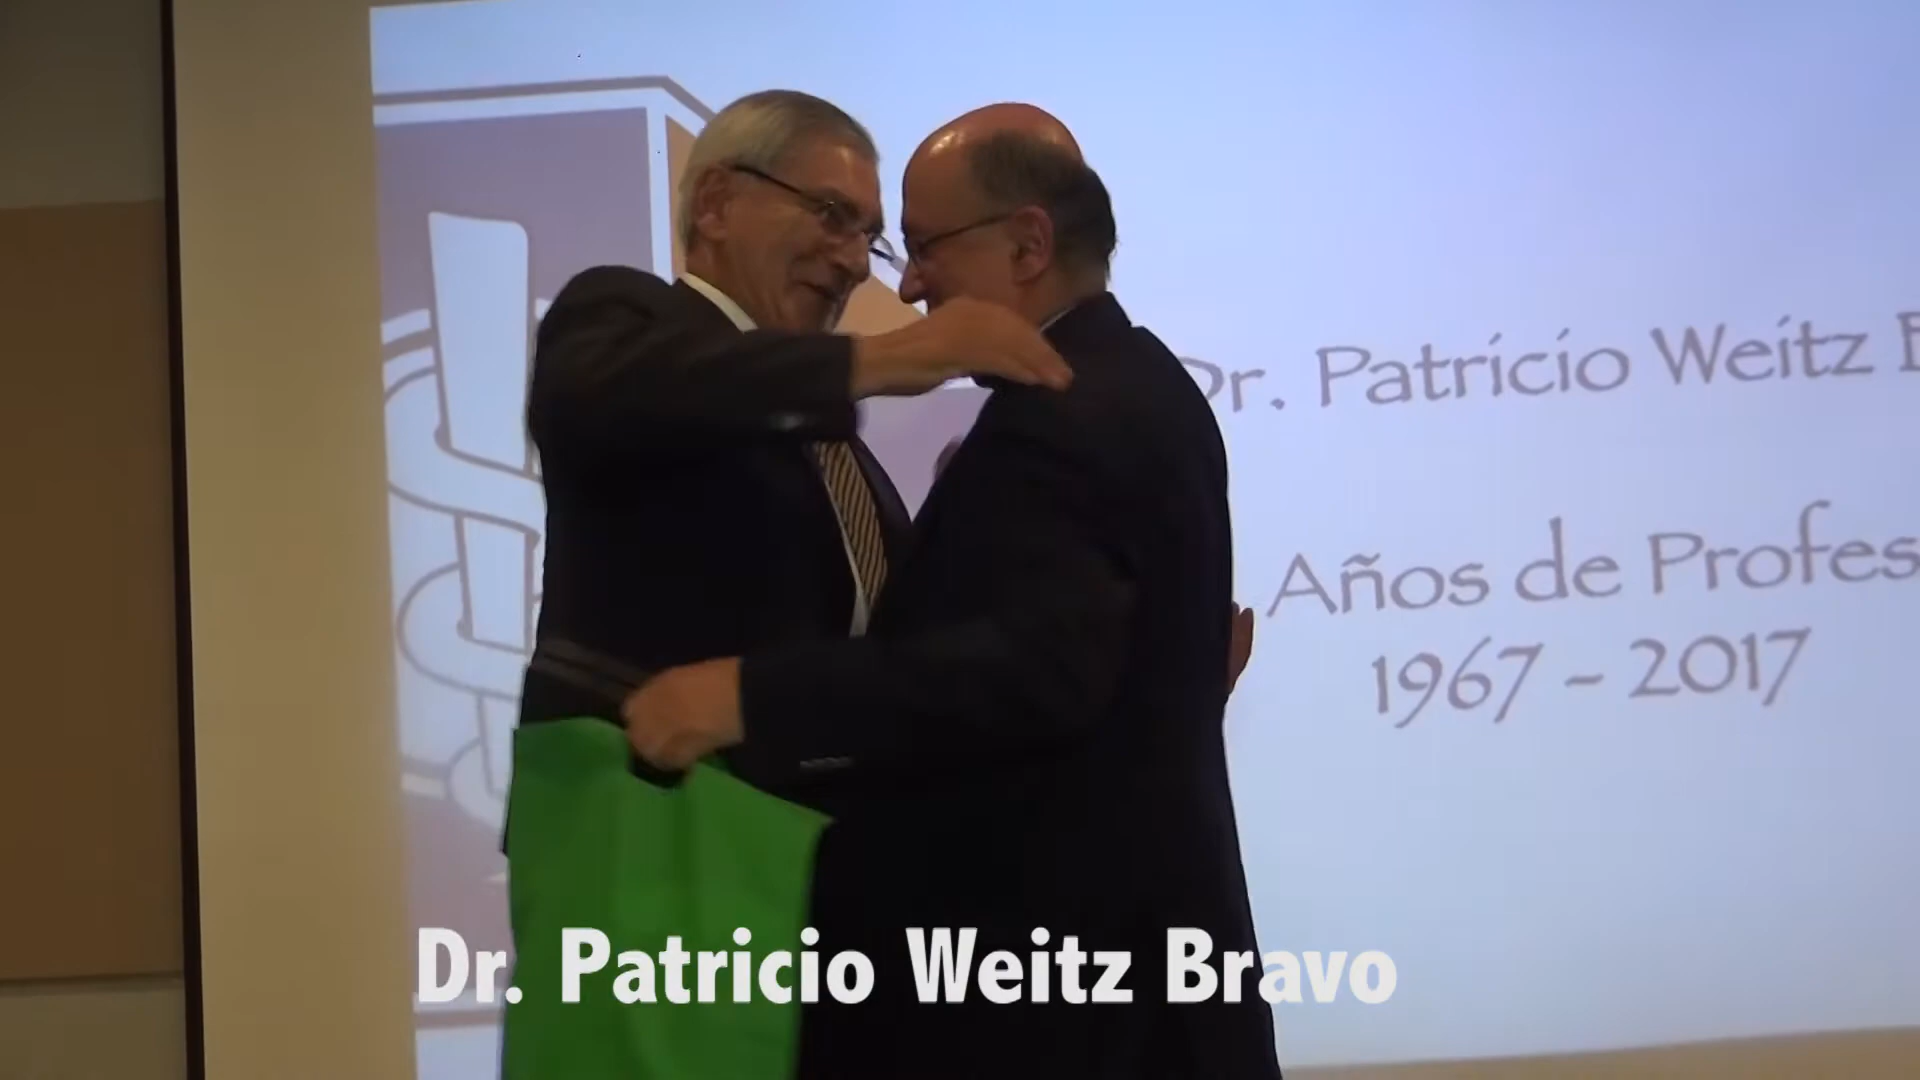 Dr. Patricio Weitz
Años de Profes
1967 - 2017
Dr. Patricio Weitz Bravo